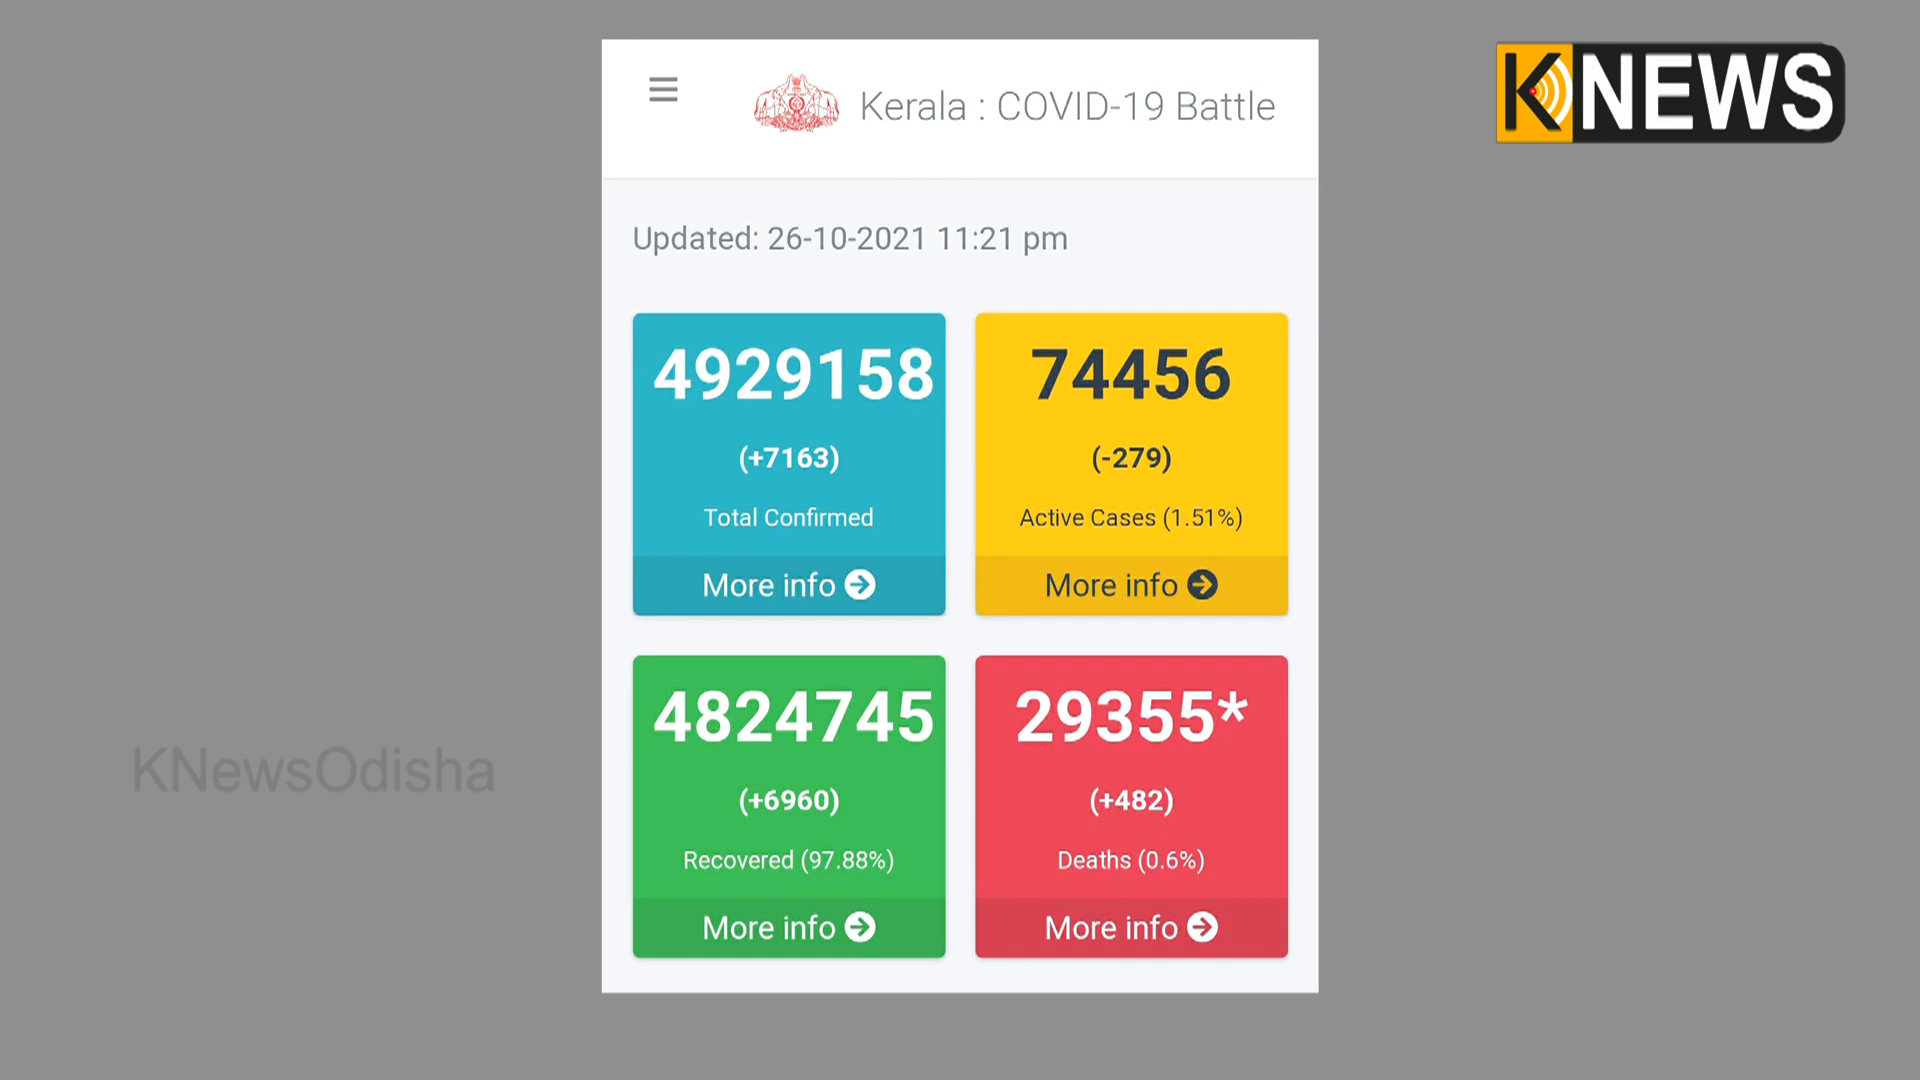 KNEWS
Kerala : COVID-19 Battle
Updated: 26-10-2021 11:21 pm
4929158
(+7163)
Total Confirmed
More info
74456
(-279)
Active Cases (1.51%)
More info
4824745
(+6960)
Recovered (97.88%)
More info
29355*
(+482)
Deaths (0.6%)
More info
KNewsOdisha